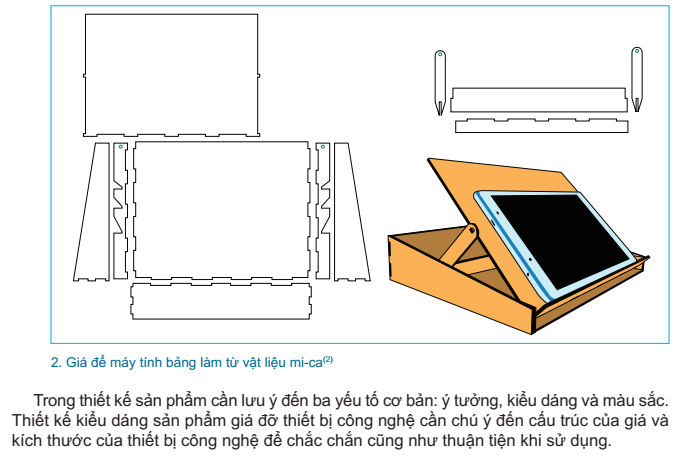 2. Giá để máy tính bảng làm từ vật liệu mi-ca(2)
Trong thiết kế sản phẩm cần lưu ý đến ba yếu tố cơ bản: ý tưởng, kiểu dáng và màu sắc.
Thiết kế kiểu dáng sản phẩm giá đỡ thiết bị công nghệ cần chú ý đến cấu trúc của giá và
kích thước của thiết bị công nghệ để chắc chắn cũng như thuận tiện khi sử dụng.